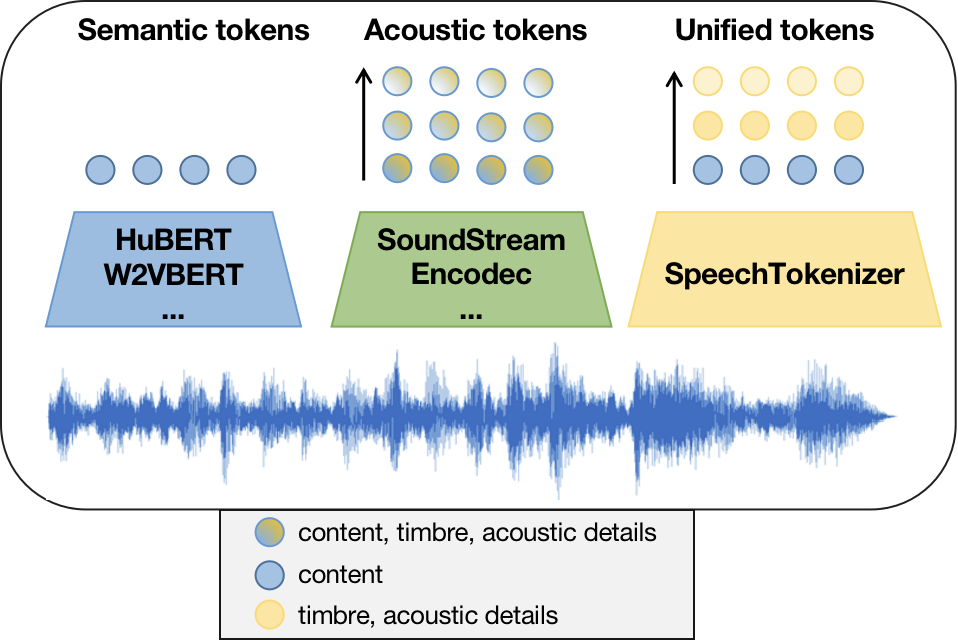 Semantic tokens
Acoustic tokens
Unified tokens
HuBERT
W2VBERT
...
SoundStream
Encodec
...
SpeechTokenizer
content, timbre, acoustic details
content
timbre, acoustic details